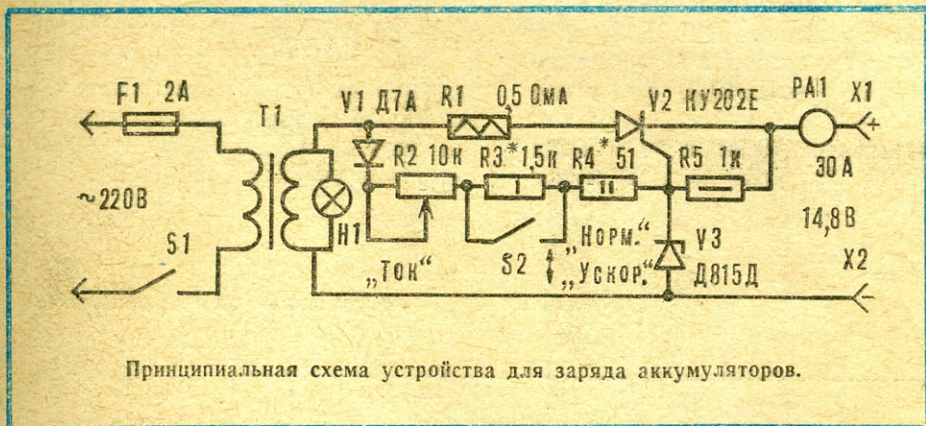 F1 2А
T1
V1 Д7А
R1 0,5 Ома
V2 КУ202Е
PA1
X1
+
R2 10к
R3* 1,5к
R4* 51
R5 1к
30А
~220В
H1
14,8В
S1
„Ток“
S2
„Норм.“
„Ускор.“
V3
Д815Д
X2
-
Принципиальная схема устройства для заряда аккумуляторов.